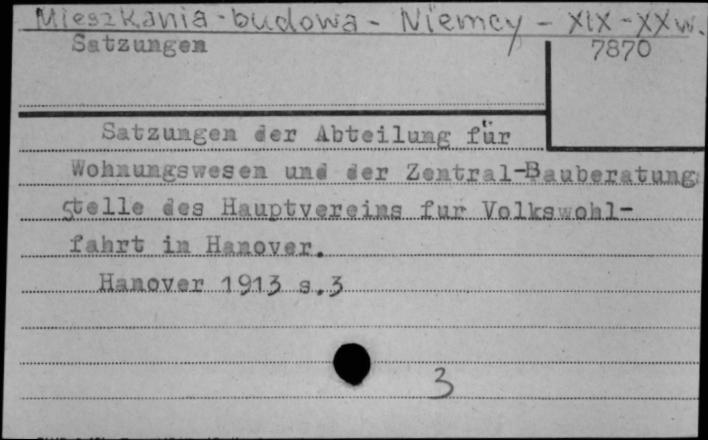 Mieszkania - budowa - Niemcy - XIX - XX w.
Satzungen
7870
Satzungen der Abteilung für
Wohnungswesen und der Zentral-Bauberatung
stelle des Hauptvereins fur Volkswohl-
fahrt in Hanover.
Hanover 1913 s.3
3